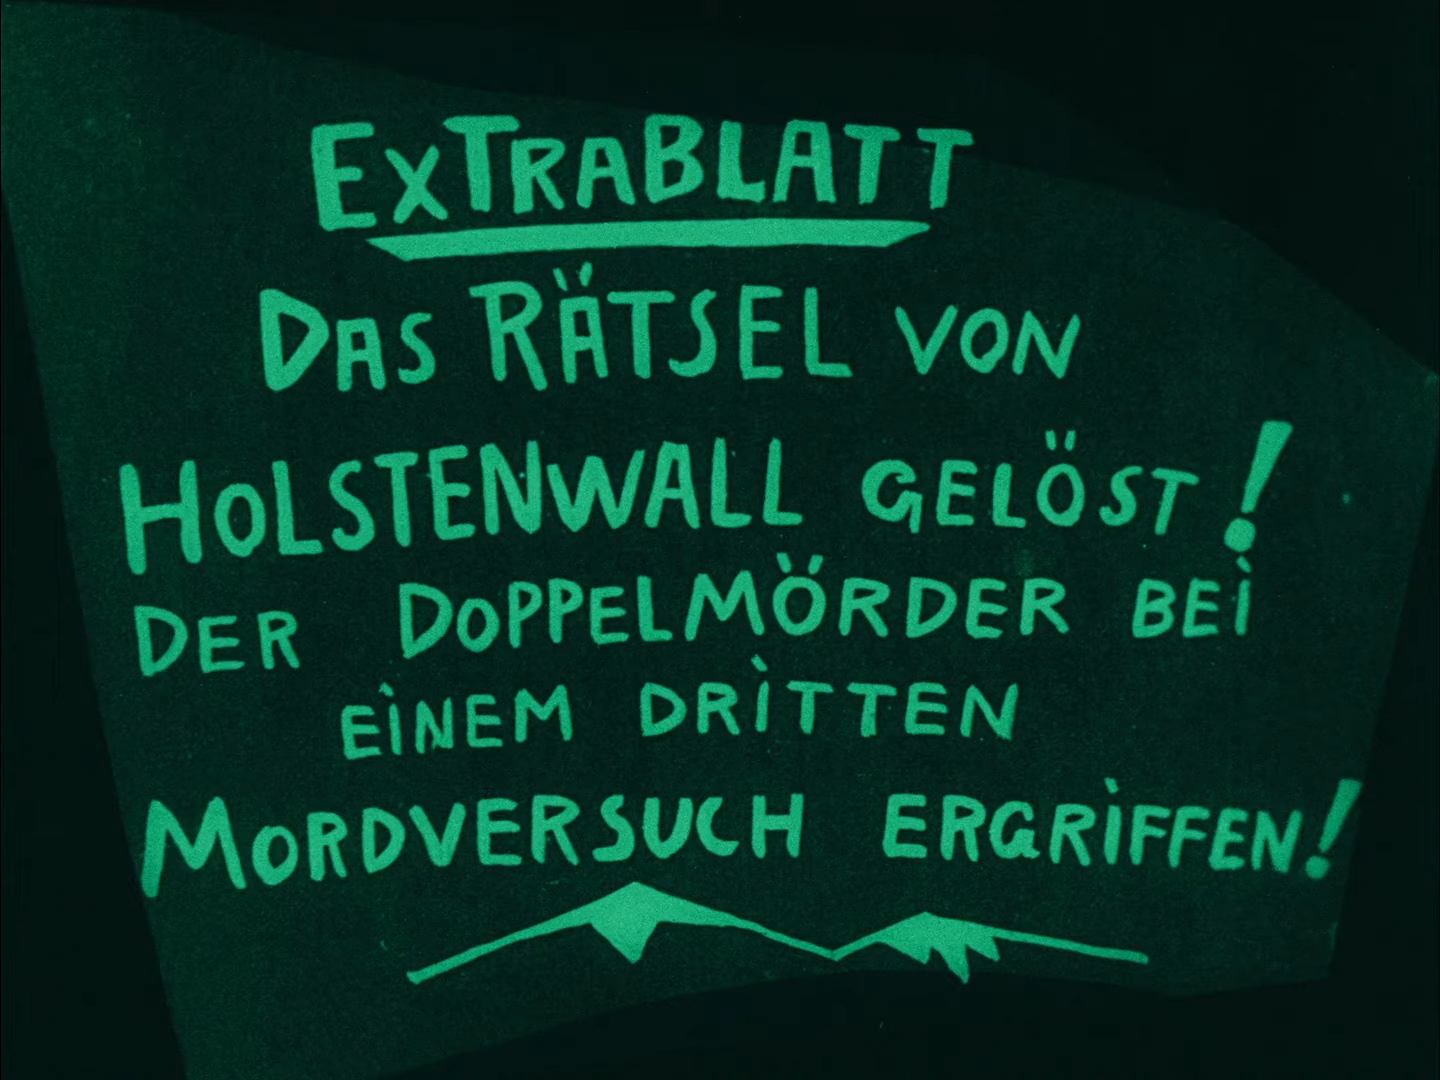 ExTRABLATT
DAS RÄTSEL VON
HOLSTENWALL GELÖST!
DER DOPPELMÖRDER BEI
EINEM DRITTEN
MORDVERSUCH ERGRIFFEN!